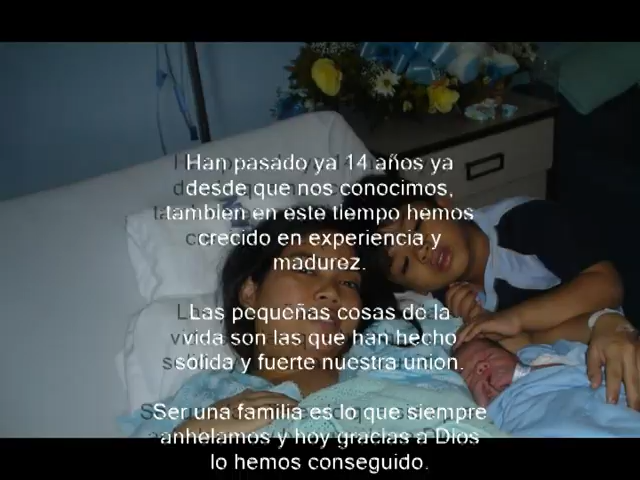 Han pasado ya 14 años ya
desde que nos conocimos,
tambien en este tiempo hemos
crecido en experiencia y
madurez.
Las pequeñas cosas de la
vida son las que han hecho
sólida y fuerte nuestra union.
Ser una familia es lo que siempre
anhelamos y hoy gracias a Dios
lo hemos conseguido.